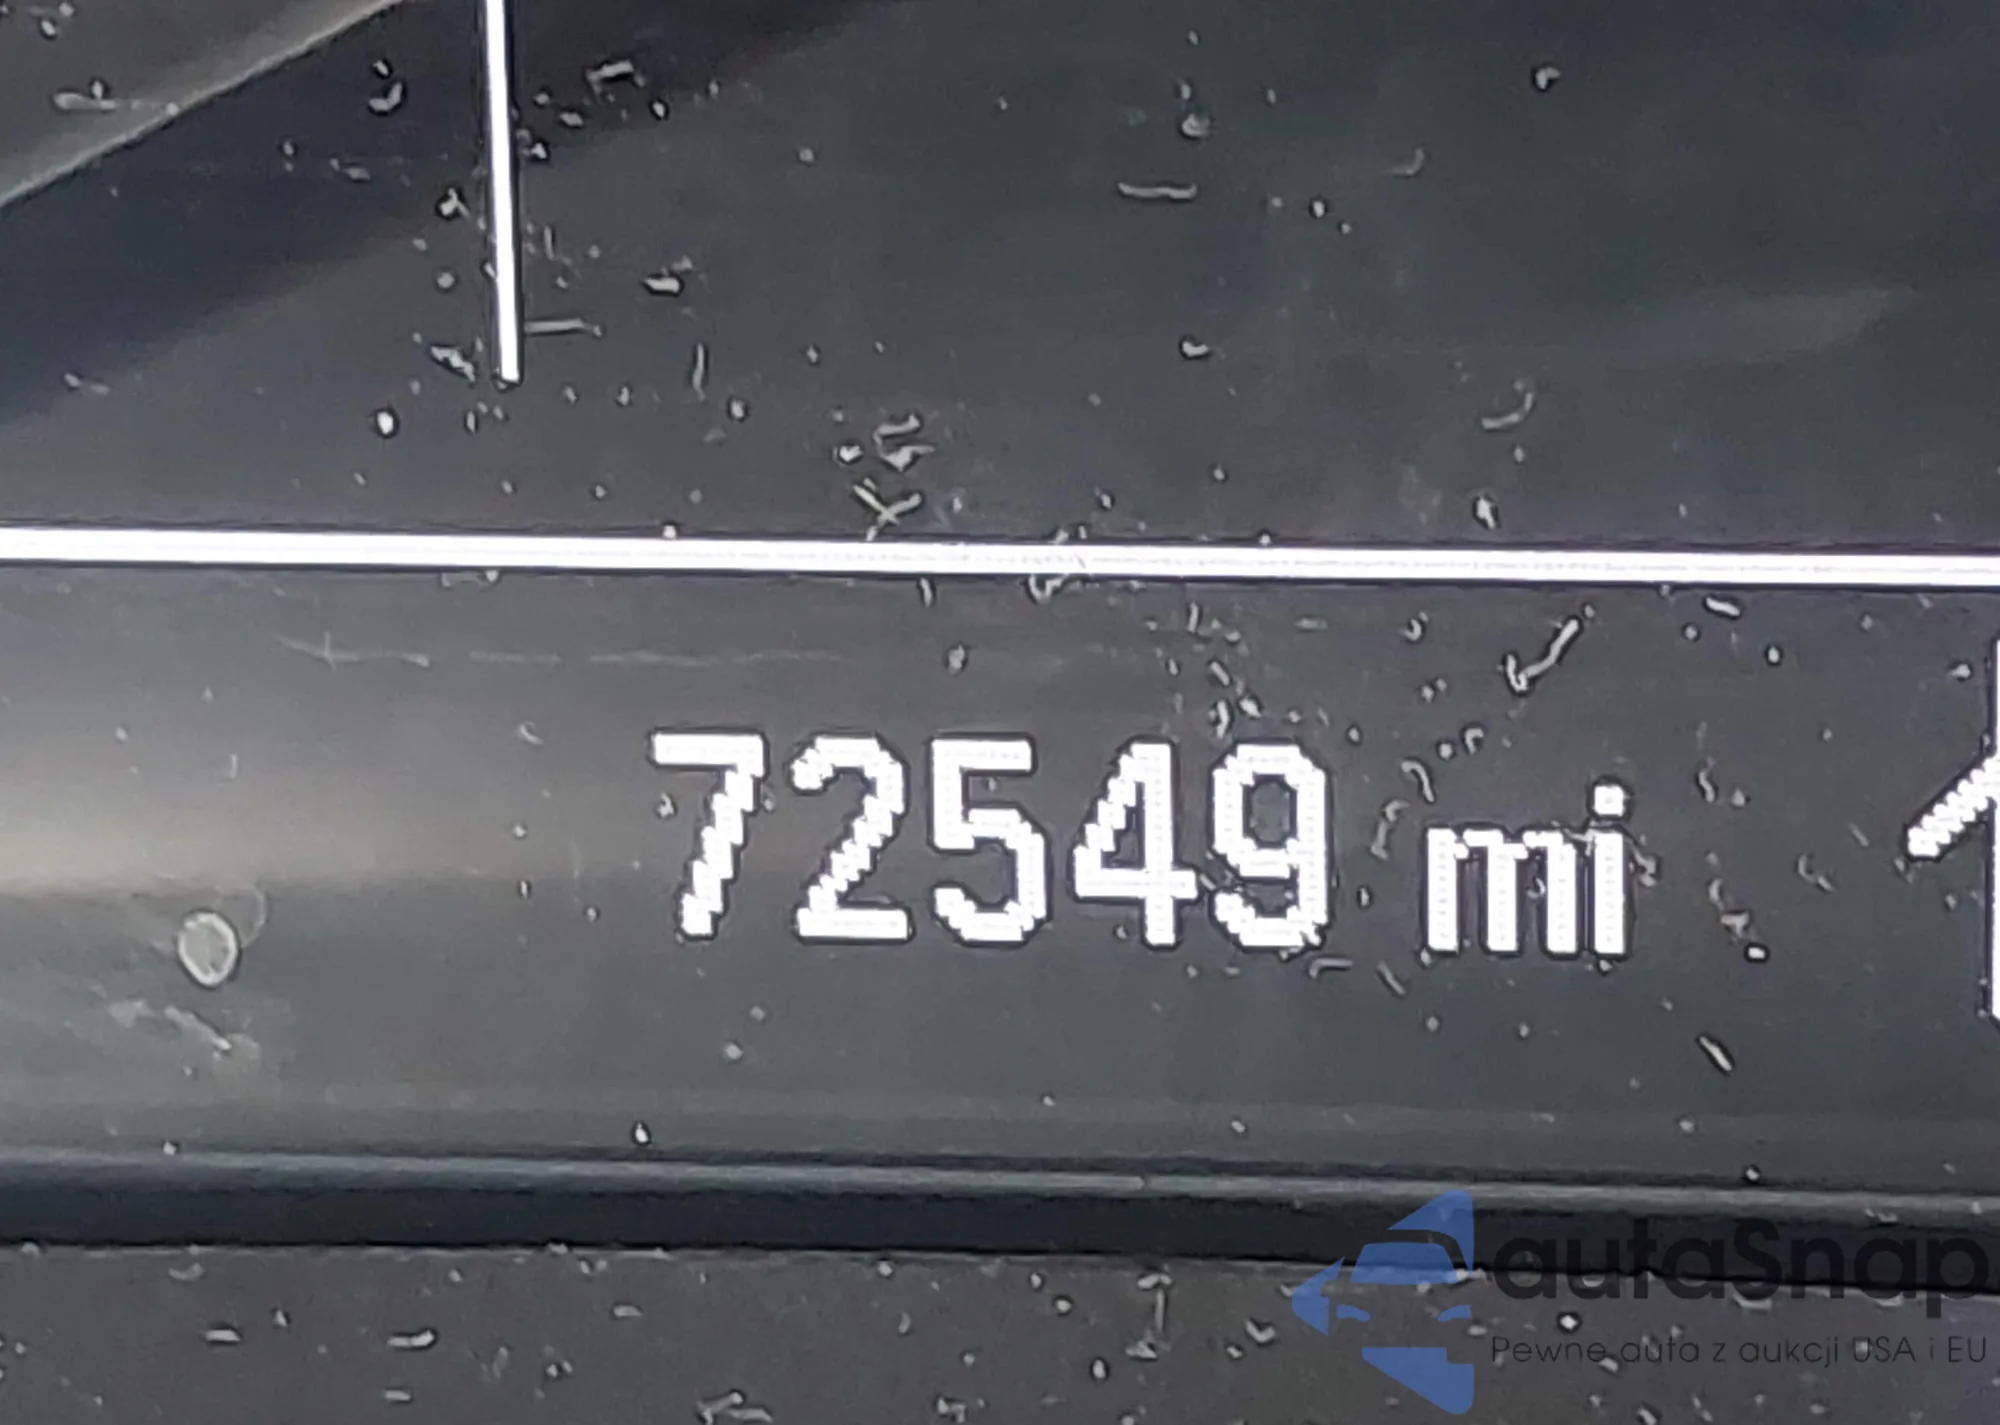 72549 mi
autaSnap
Pewne auta z aukcji USA i EU